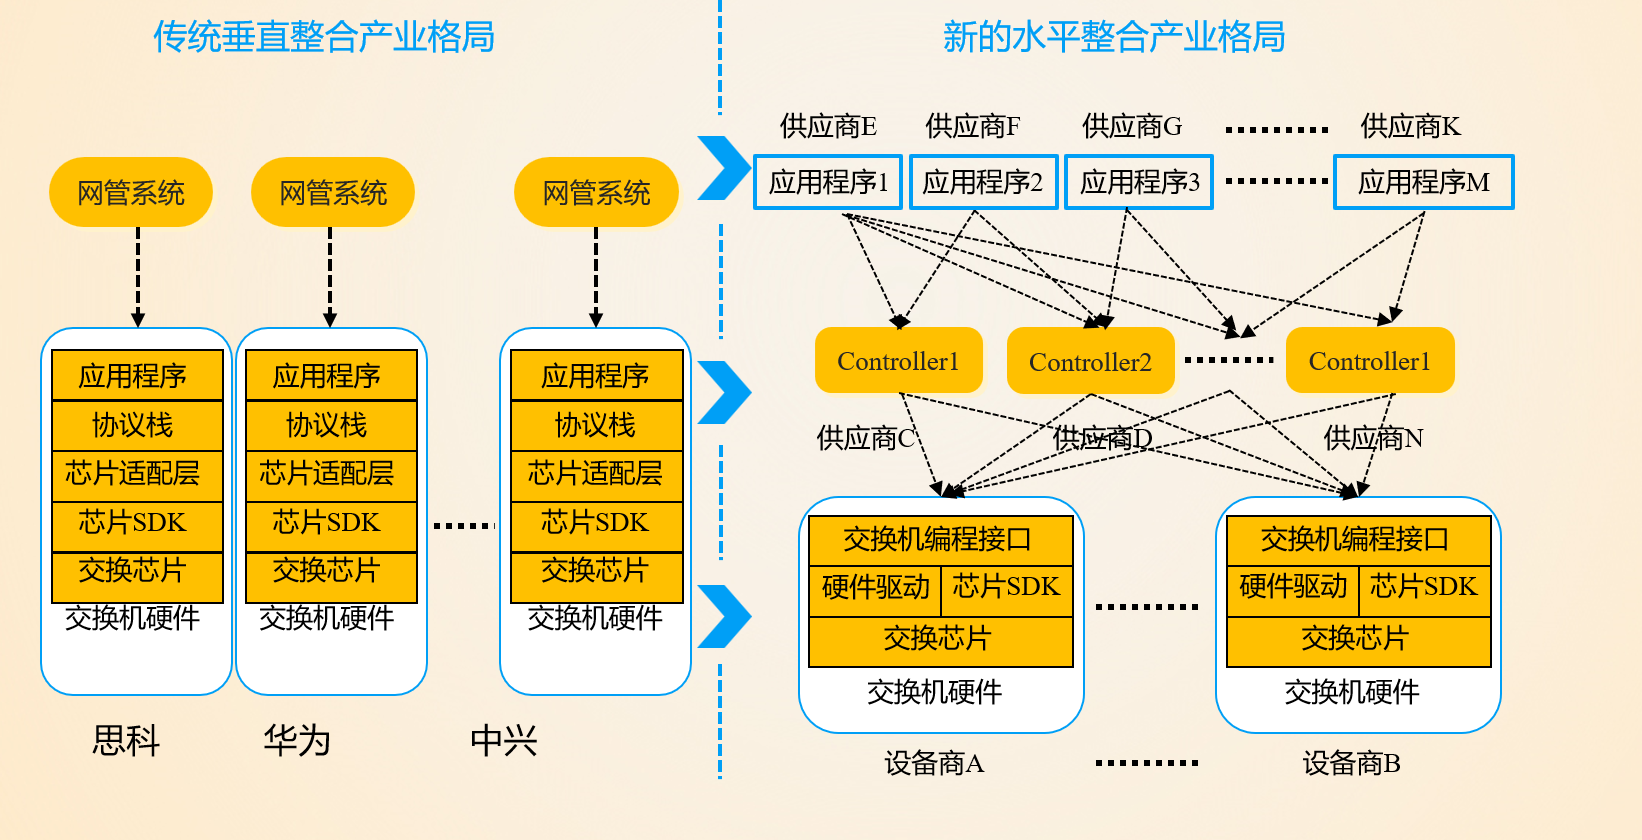 传统垂直整合产业格局
网管系统
网管系统
网管系统
应用程序
协议栈
芯片适配层
芯片SDK
交换芯片
交换机硬件
应用程序
协议栈
芯片适配层
芯片SDK
交换芯片
交换机硬件
应用程序
协议栈
芯片适配层
芯片SDK
交换芯片
交换机硬件
思科
华为
中兴
新的水平整合产业格局
供应商E
供应商F
供应商G
供应商K
应用程序1
应用程序2
应用程序3
应用程序M
Controller1
Controller2
Controller1
供应商C
供应商D
供应商N
交换机编程接口
硬件驱动
芯片SDK
交换芯片
交换机硬件
交换机编程接口
硬件驱动
芯片SDK
交换芯片
交换机硬件
设备商A
设备商B